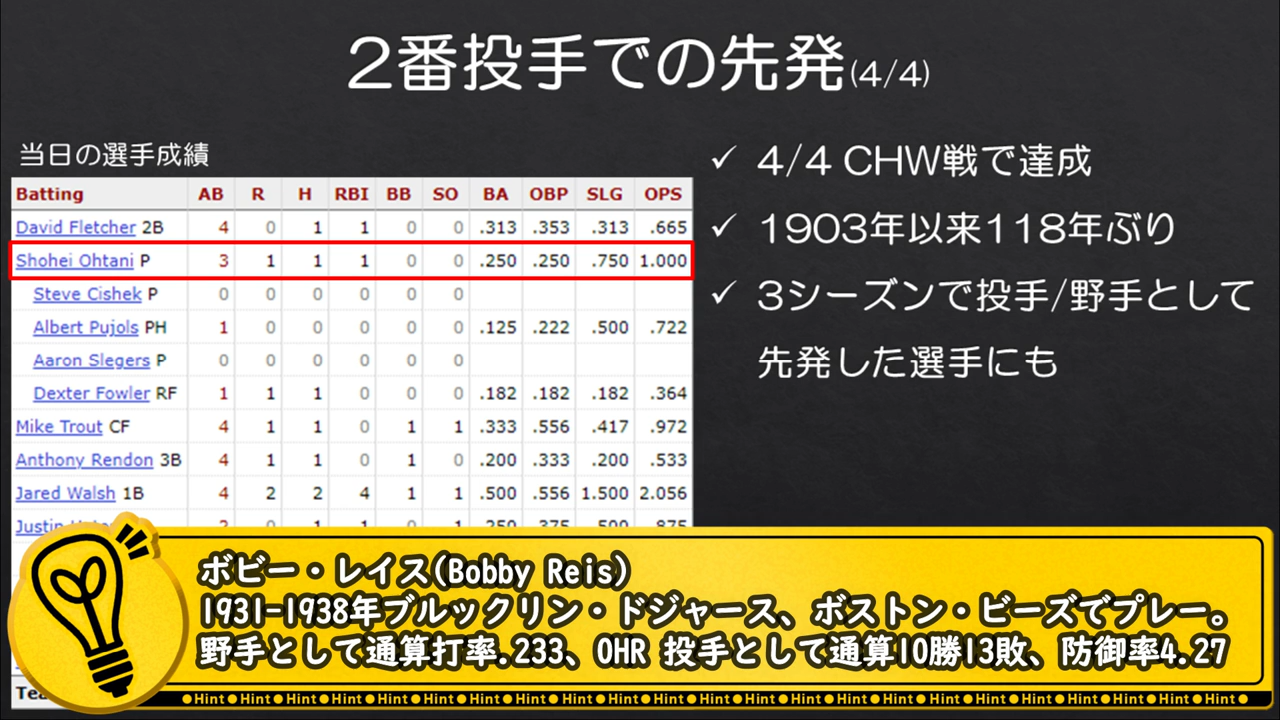 2番投手での先発(4/4)
当日の選手成績
Batting AB R H RBI BB SO BA OBP SLG OPS
David Fletcher 2B 4 0 1 1 0 0 .313 .353 .313 .665
Shohei Ohtani P 3 1 1 1 0 0 .250 .250 .750 1.000
Steve Cishek P 0 0 0 0 0 0
Albert Pujols PH 1 0 0 0 0 0 .125 .222 .500 .722
Aaron Slegers P 0 0 0 0 0 0
Dexter Fowler RF 1 1 1 0 0 0 .182 .182 .182 .364
Mike Trout CF 4 1 1 0 1 1 .333 .556 .417 .972
Anthony Rendon 3B 4 1 1 0 1 0 .200 .333 .200 .533
Jared Walsh 1B 4 2 2 4 1 1 .500 .556 1.500 2.056
Justin
✓ 4/4 CHW戦で達成
✓ 1903年以来118年ぶり
✓ 3シーズンで投手/野手として
先発した選手にも
ボビー・レイス(Bobby Reis)
1931-1938年ブルックリン・ドジャース、ボストン・ビーズでプレー。
野手として通算打率.233、0HR 投手として通算10勝13敗、防御率4.27
●Hint●Hint●Hint●Hint●Hint●Hint●Hint●Hint●Hint●Hint●Hint●Hint●Hint●Hint●Hint●Hint●Hint●Hint●Hint●Hint●Hint●Hint●Hint●